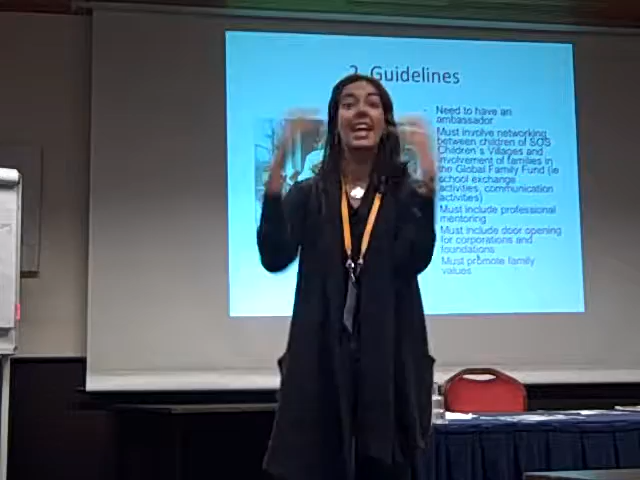 2. Guidelines
Need to have an
ambassador
Must involve networking
between children of SOS
Children´s Villages and
involvement of families in
the Global Family Fund (ie
school exchange
activities, communication
activities)
Must include professional
mentoring
Must include door opening
for corporations and
foundations
Must promote family
values